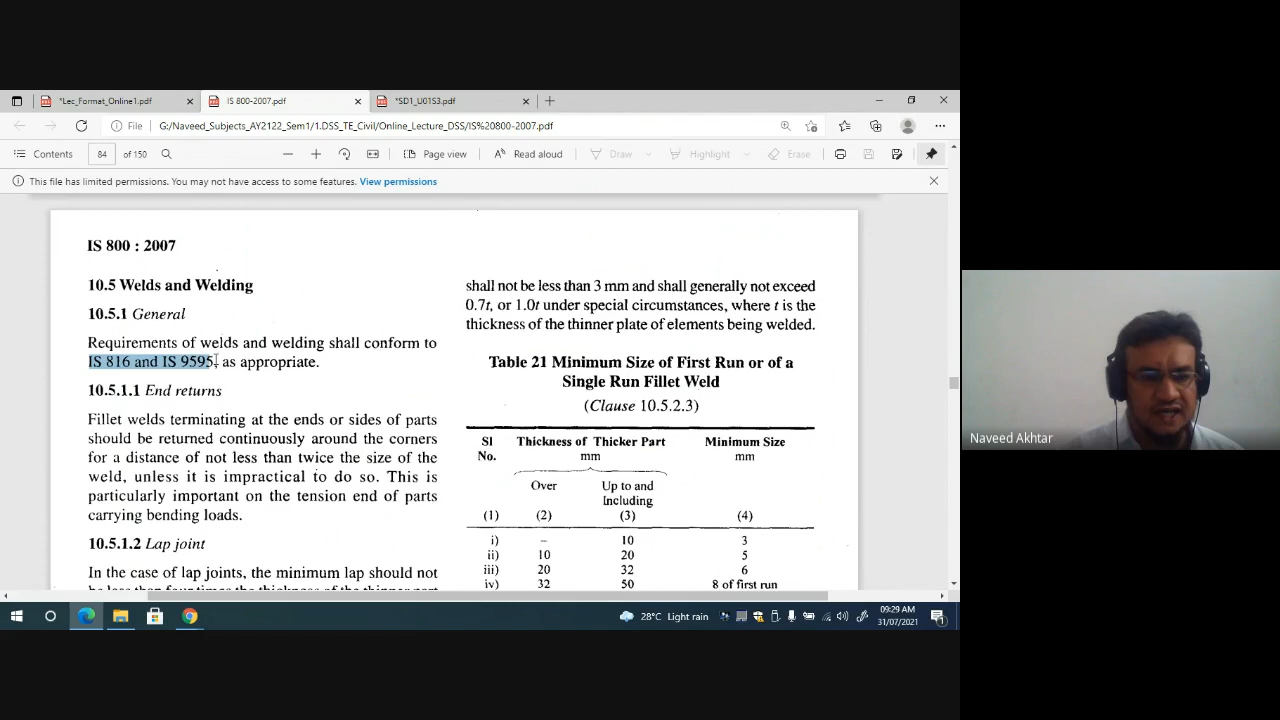 *Lec_Format_Online1.pdf
IS 800-2007.pdf
*SD1_U01S3.pdf
File
G:/Naveed_Subjects_AY2122_Sem1/1.DSS_TE_Civil/Online_Lecture_DSS/IS%20800-2007.pdf
Contents
84 of 150
Page view
Read aloud
Draw
Highlight
Erase
This file has limited permissions. You may not have access to some features. View permissions
IS 800 : 2007
10.5 Welds and Welding
10.5.1 General
Requirements of welds and welding shall conform to
IS 816 and IS 9595, as appropriate.
10.5.1.1 End returns
Fillet welds terminating at the ends or sides of parts
should be returned continuously around the corners
for a distance of not less than twice the size of the
weld, unless it is impractical to do so. This is
particularly important on the tension end of parts
carrying bending loads.
10.5.1.2 Lap joint
In the case of lap joints, the minimum lap should not
be less than four times the thickness of the thinner part
shall not be less than 3 mm and shall generally not exceed
0.7t, or 1.0t under special circumstances, where t is the
thickness of the thinner plate of elements being welded.
Table 21 Minimum Size of First Run or of a
Single Run Fillet Weld
(Clause 10.5.2.3)
Sl Thickness of Thicker Part Minimum Size
No. mm mm
Over Up to and
Including
(1) (2) (3) (4)
i) – 10 3
ii) 10 20 5
iii) 20 32 6
iv) 32 50 8 of first run
Naveed Akhtar
28°C Light rain
09:29 AM
31/07/2021
1